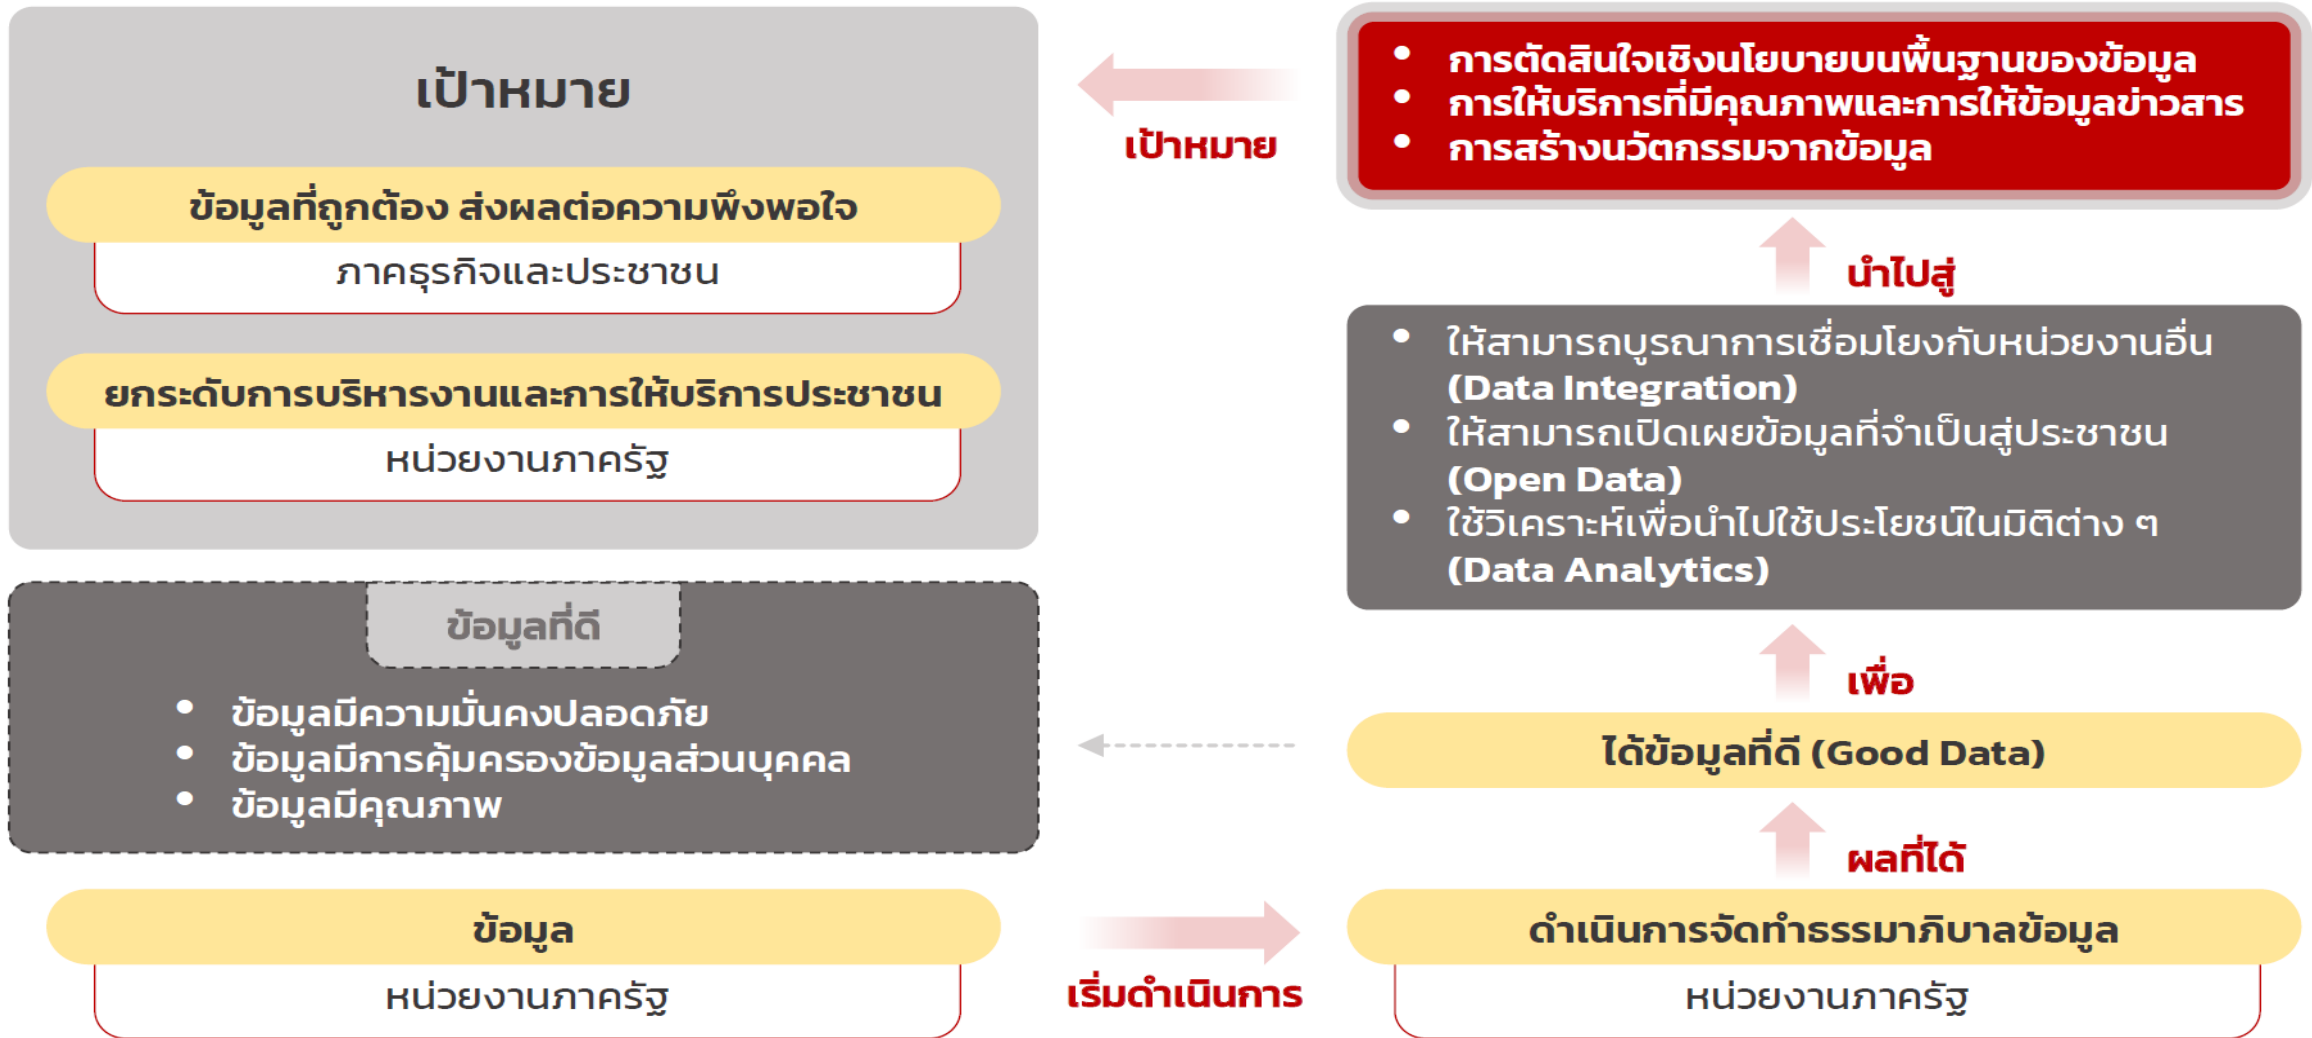 เป้าหมาย
ข้อมูลที่ถูกต้อง ส่งผลต่อความพึงพอใจ
ภาคธุรกิจและประชาชน
ยกระดับการบริหารงานและการให้บริการประชาชน
หน่วยงานภาครัฐ
เป้าหมาย
• การตัดสินใจเชิงนโยบายบนพื้นฐานของข้อมูล
• การให้บริการที่มีคุณภาพและการให้ข้อมูลข่าวสาร
• การสร้างนวัตกรรมจากข้อมูล
นำไปสู่
• ให้สามารถบูรณาการเชื่อมโยงกับหน่วยงานอื่น
(Data Integration)
• ให้สามารถเปิดเผยข้อมูลที่จำเป็นสู่ประชาชน
(Open Data)
• ใช้วิเคราะห์เพื่อนำไปใช้ประโยชน์ในมิติต่าง ๆ
(Data Analytics)
เพื่อ
ข้อมูลที่ดี
• ข้อมูลมีความมั่นคงปลอดภัย
• ข้อมูลมีการคุ้มครองข้อมูลส่วนบุคคล
• ข้อมูลมีคุณภาพ
ได้ข้อมูลที่ดี (Good Data)
ผลที่ได้
ข้อมูล
หน่วยงานภาครัฐ
เริ่มดำเนินการ
ดำเนินการจัดทำธรรมาภิบาลข้อมูล
หน่วยงานภาครัฐ